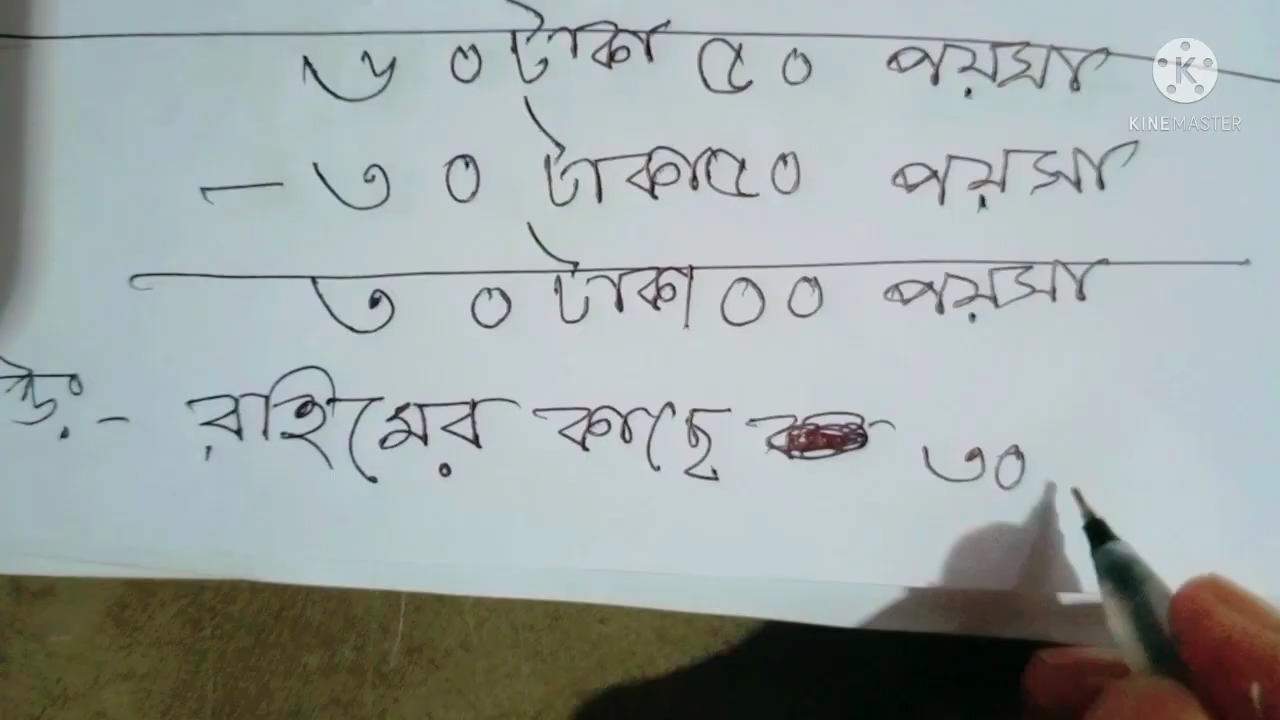 ৬০ টাকা ৫০ পয়সা
- ৩০ টাকা ৫০ পয়সা
৩০ টাকা ০০ পয়সা
উ:- রহিমের কাছে ৩০
KINEMASTER